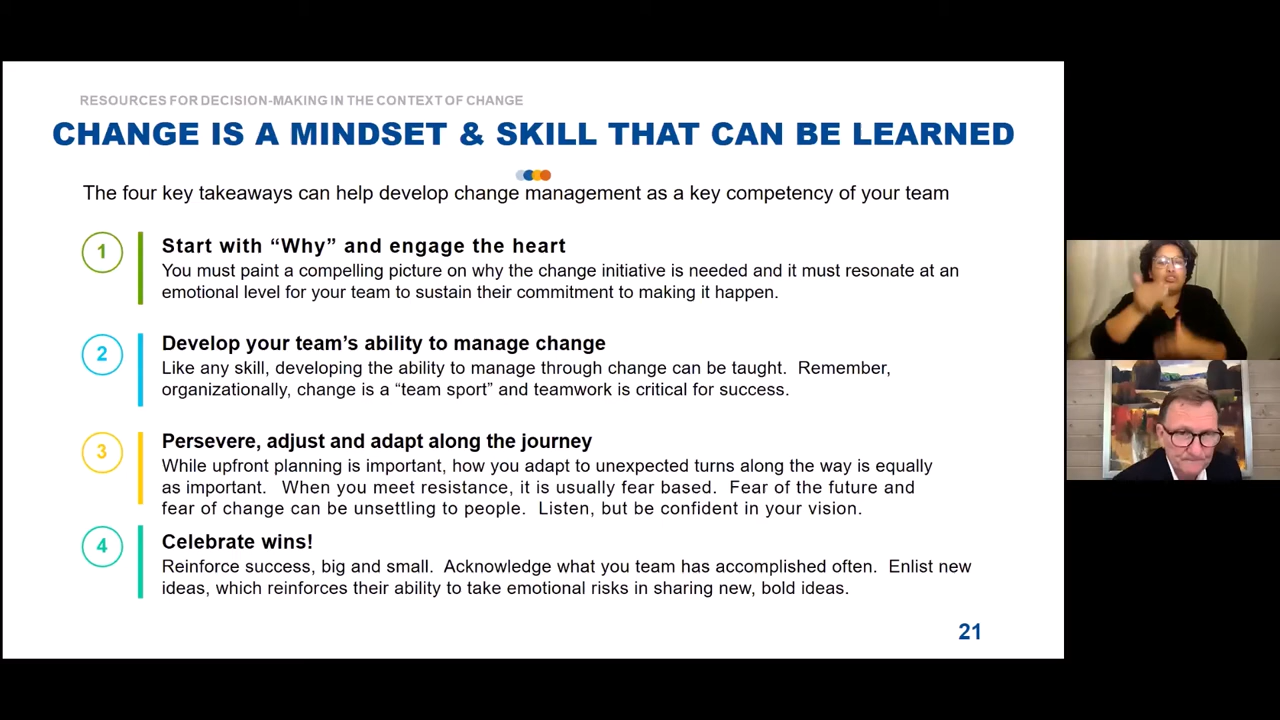 RESOURCES FOR DECISION-MAKING IN THE CONTEXT OF CHANGE
CHANGE IS A MINDSET & SKILL THAT CAN BE LEARNED
The four key takeaways can help develop change management as a key competency of your team
1
Start with “Why” and engage the heart
You must paint a compelling picture on why the change initiative is needed and it must resonate at an
emotional level for your team to sustain their commitment to making it happen.
2
Develop your team’s ability to manage change
Like any skill, developing the ability to manage through change can be taught.  Remember,
organizationally, change is a “team sport” and teamwork is critical for success.
3
Persevere, adjust and adapt along the journey
While upfront planning is important, how you adapt to unexpected turns along the way is equally
as important.  When you meet resistance, it is usually fear based.  Fear of the future and
fear of change can be unsettling to people.  Listen, but be confident in your vision.
4
Celebrate wins!
Reinforce success, big and small.  Acknowledge what you team has accomplished often.  Enlist new
ideas, which reinforces their ability to take emotional risks in sharing new, bold ideas.
21